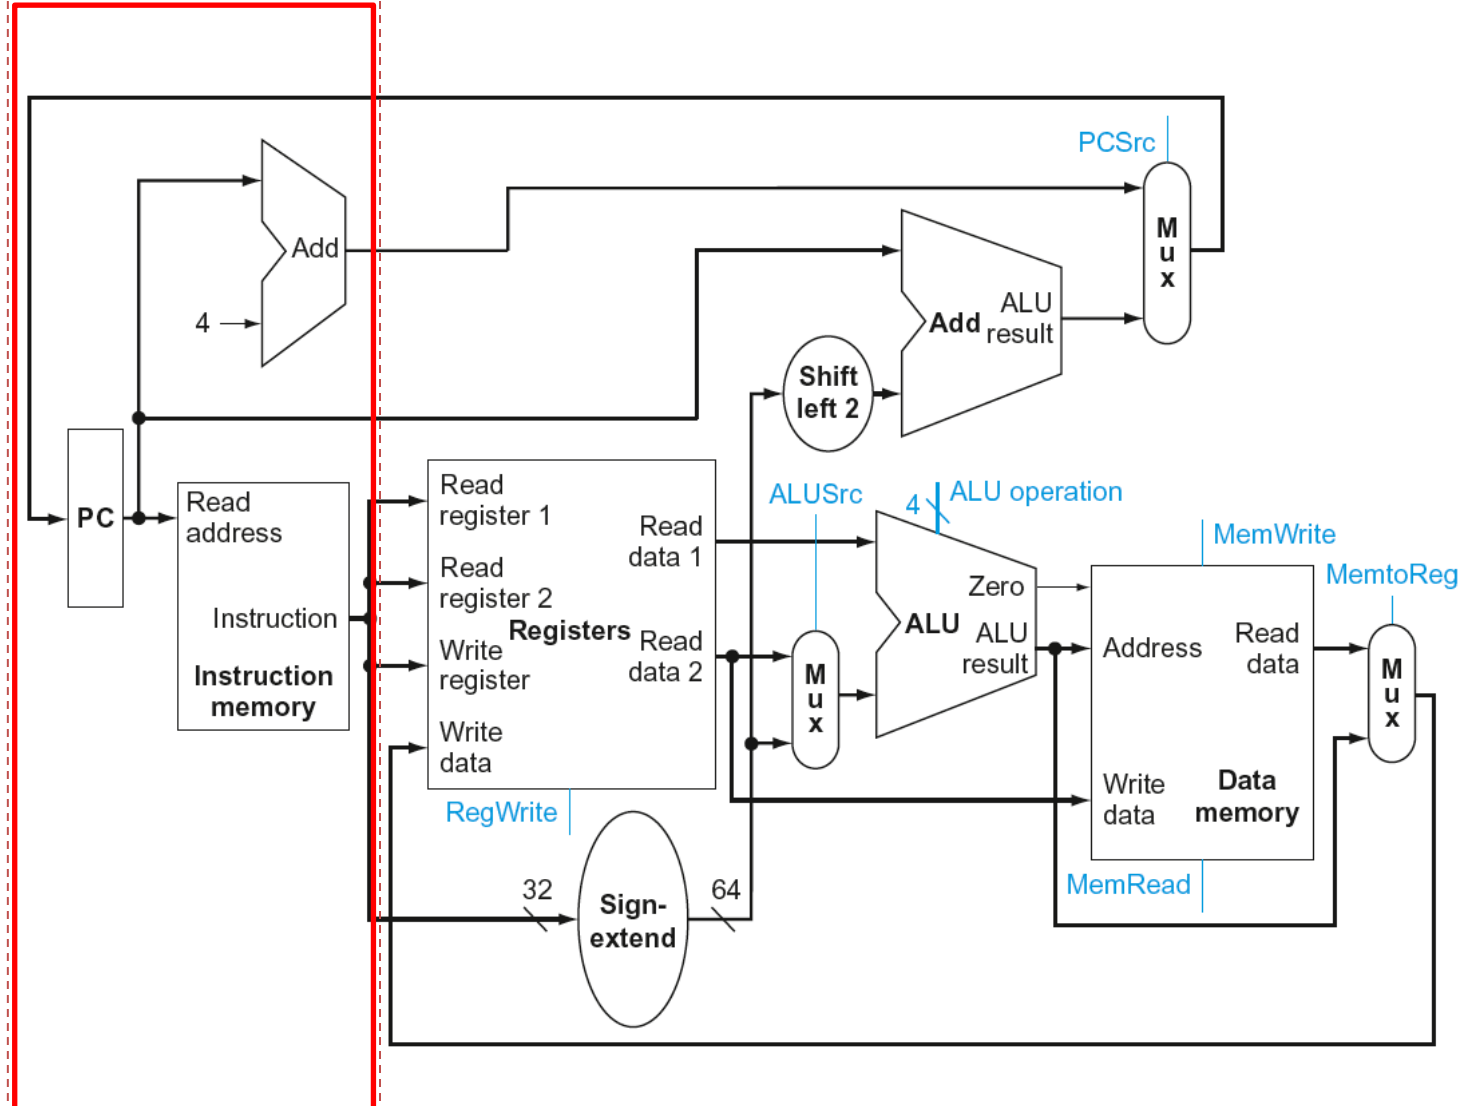 PCSrc
M
u
x
Add
4
ALU
Add result
Shift
left 2
PC
Read
address
Instruction
Instruction
memory
Read
register 1
Read
register 2
Write
register
Write
data
Registers
Read
data 1
Read
data 2
RegWrite
32
Sign-
extend
64
ALUSrc
M
u
x
4
ALU operation
Zero
ALU
ALU
result
MemWrite
Address
Read
data
Write
data
Data
memory
MemRead
MemtoReg
M
u
x